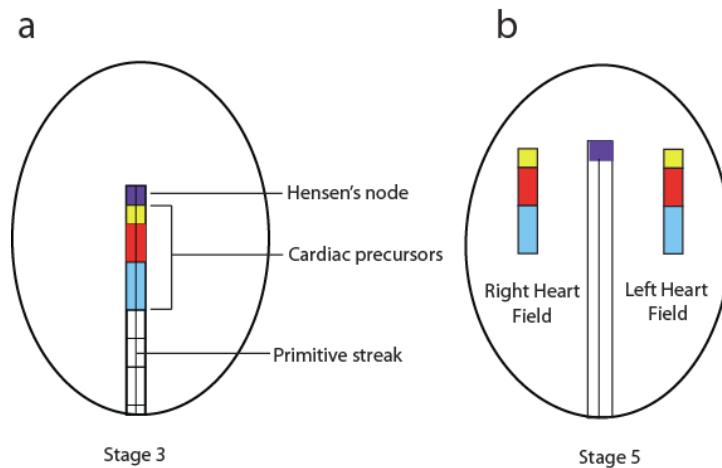 a
b
Hensen's node
Cardiac precursors
Primitive streak
Stage 3
Right Heart
Field
Left Heart
Field
Stage 5